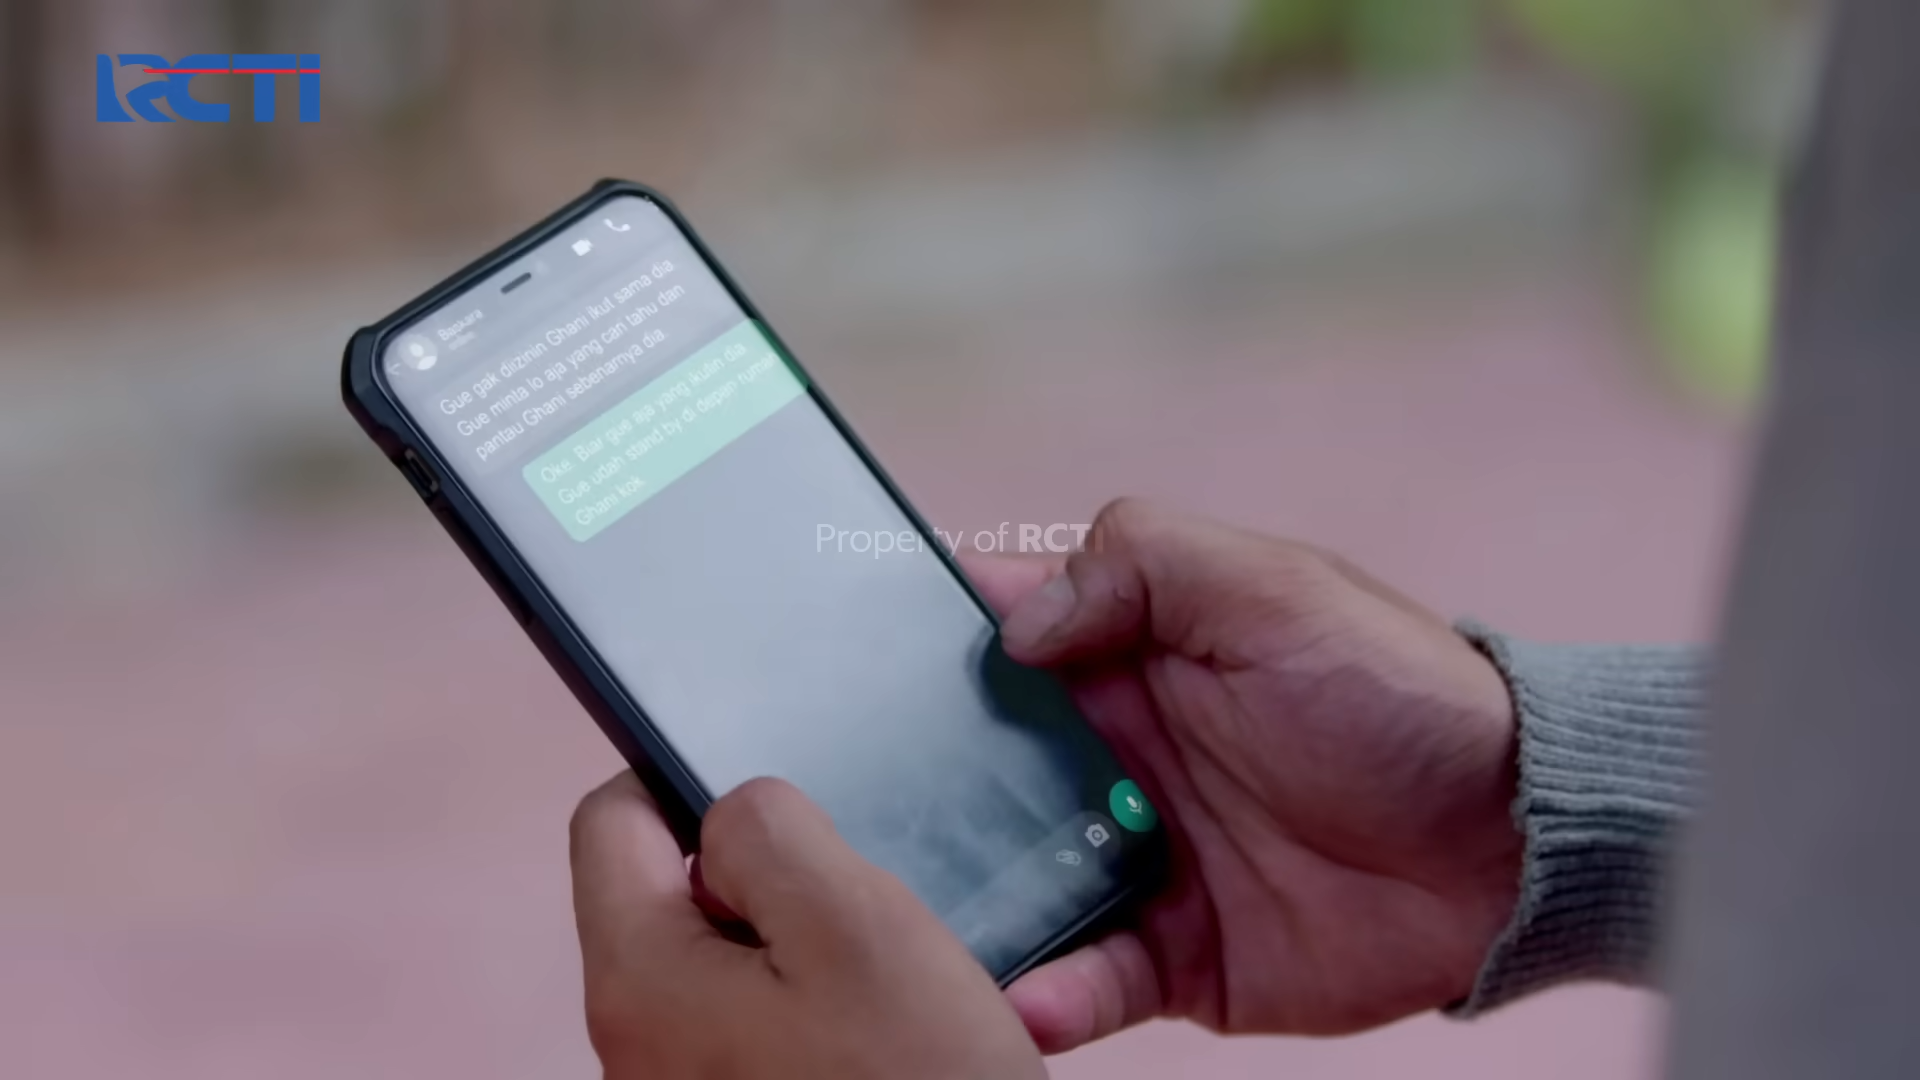 RCTI
Baskara
online
Gue gak diizinin Ghani ikut sama dia.
Gue minta lo aja yang cari tahu dan
pantau Ghani sebenarnya dia.
Oke. Biar gue aja yang ikutin dia
Gue udah stand by di depan rumah
Ghani kok.
Property of RCTI